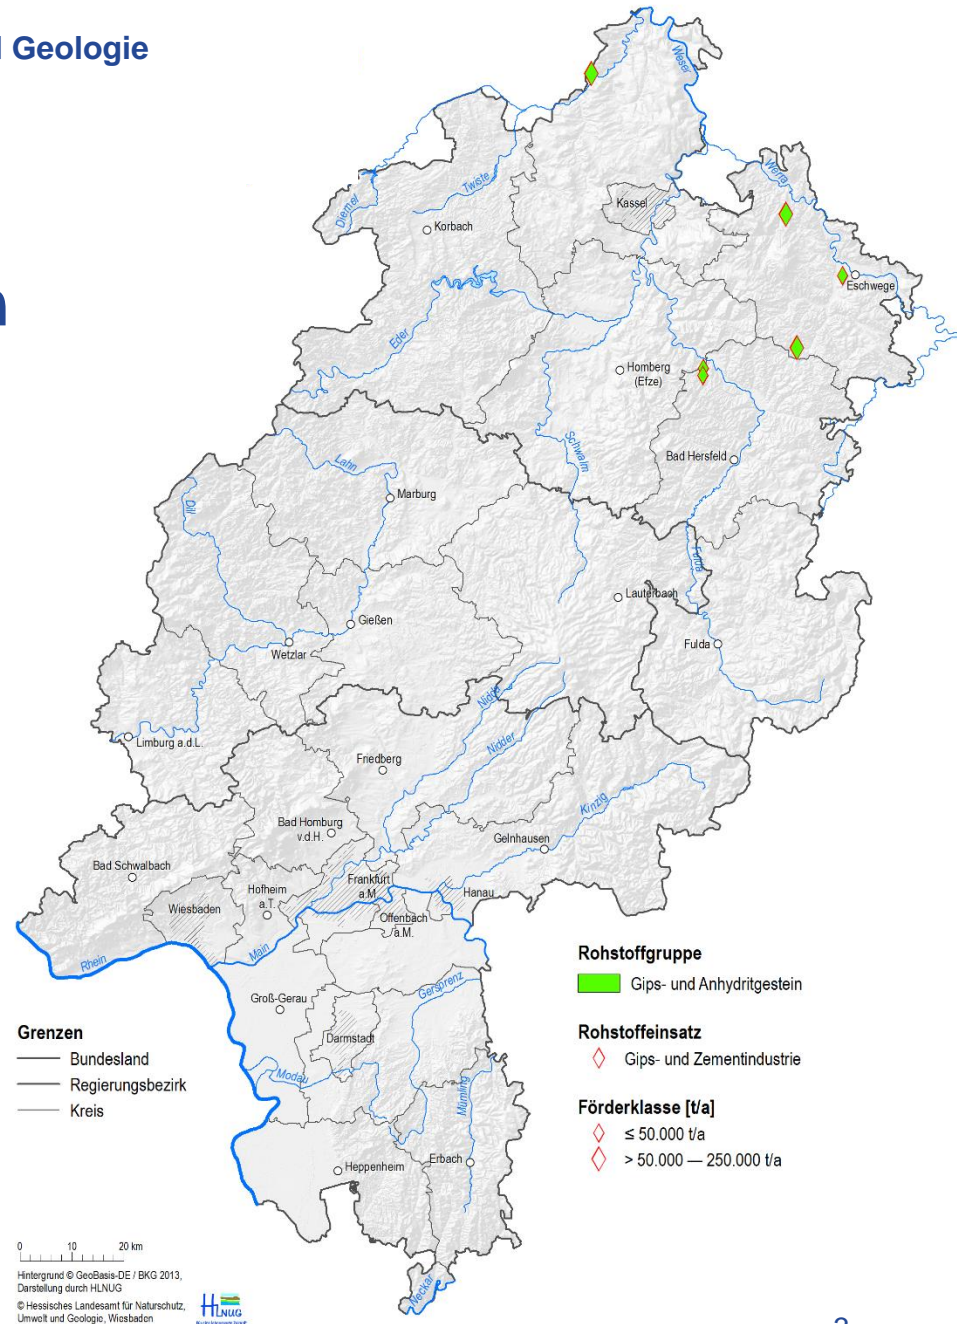 Geologie
n
Weser
Diemel
Twiste
Kassel
Werra
Korbach
Eschwege
Eder
Homberg
(Efze)
Schwalm
Bad Hersfeld
Lahn
Marburg
Dill
Fulda
Lauterbach
Gießen
Wetzlar
Fulda
Nidda
Limburg a.d.L.
Nidder
Friedberg
Kinzig
Bad Homburg
v.d.H.
Gelnhausen
Bad Schwalbach
Frankfurt
a.M.
Hofheim
a.T.
Hanau
Wiesbaden
Offenbach
a.M.
Main
Rhein
Gersprenz
Groß-Gerau
Darmstadt
Modau
Mümling
Erbach
Heppenheim
Neckar
Rohstoffgruppe
Gips- und Anhydritgestein
Rohstoffeinsatz
Gips- und Zementindustrie
Förderklasse [t/a]
≤ 50.000 t/a
> 50.000 — 250.000 t/a
Grenzen
Bundesland
Regierungsbezirk
Kreis
0 10 20 km
Hintergrund © GeoBasis-DE / BKG 2013,
Darstellung durch HLNUG
© Hessisches Landesamt für Naturschutz,
Umwelt und Geologie, Wiesbaden
HLNUG